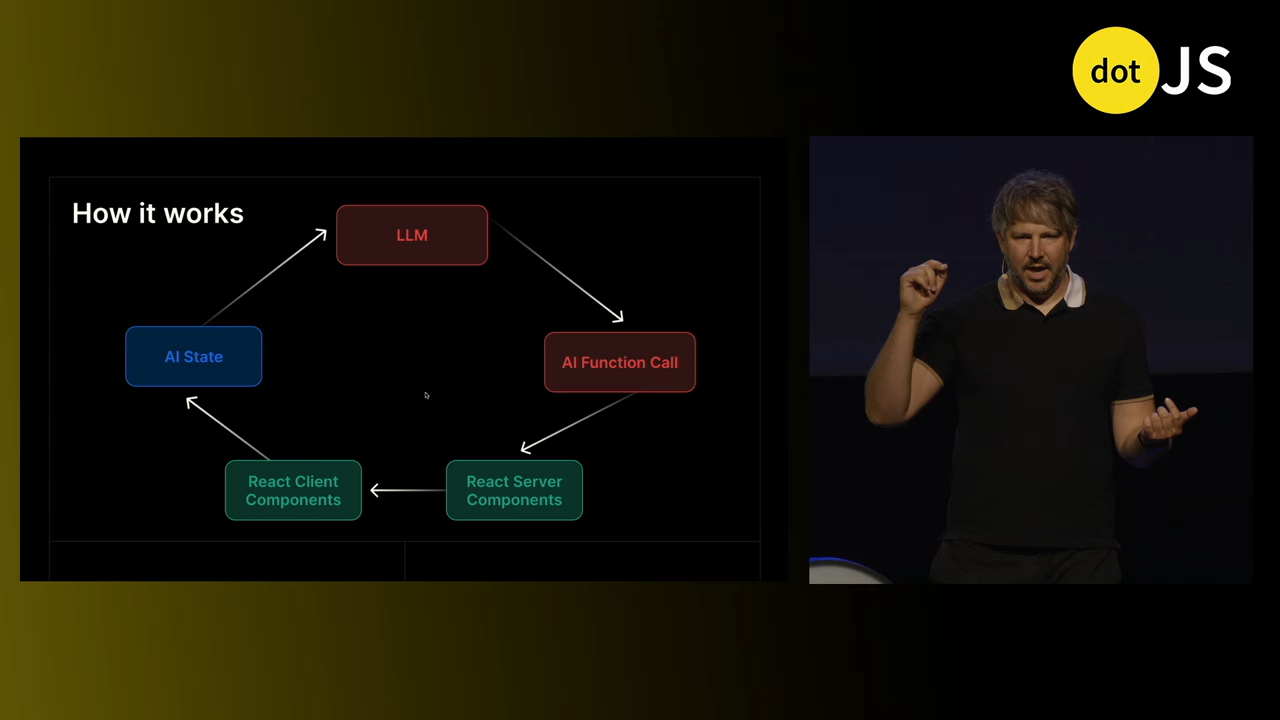 dot JS
How it works
LLM
AI State
AI Function Call
React Client
Components
React Server
Components